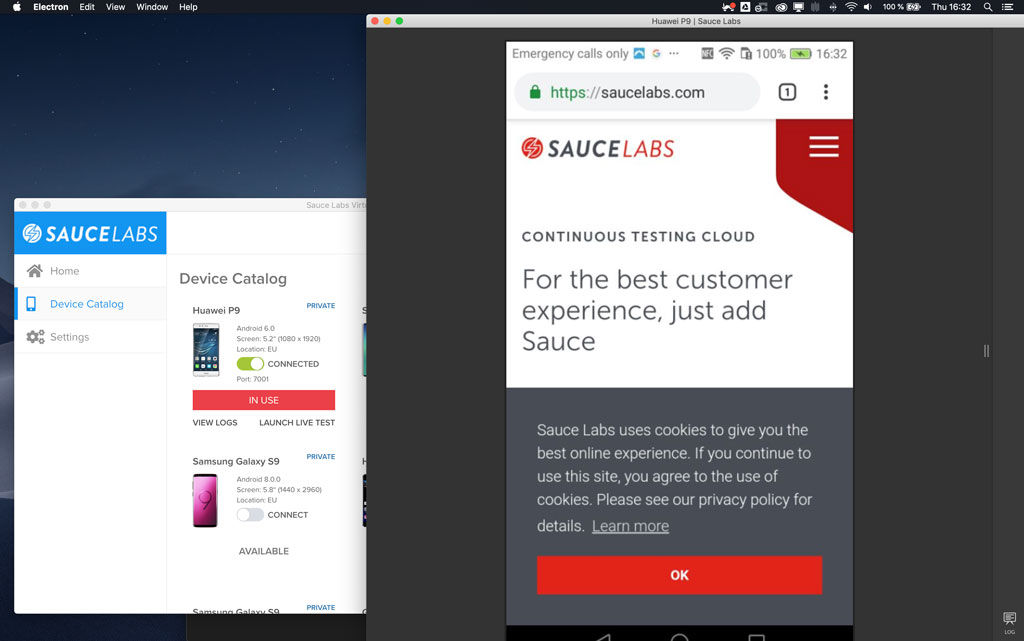 Electron Edit View Window Help
100 % Thu 16:32
Huawei P9 | Sauce Labs
Emergency calls only G ··· NFC 100% 16:32
https://saucelabs.com 1
SAUCELABS
CONTINUOUS TESTING CLOUD
For the best customer
experience, just add
Sauce
Sauce Labs uses cookies to give you the
best online experience. If you continue to
use this site, you agree to the use of
cookies. Please see our privacy policy for
details. Learn more
OK
LOG
Sauce Labs
SAUCELABS
Home
Device Catalog
Settings
Device Catalog
Huawei P9 PRIVATE
Android 6.0
Screen: 5.2" (1080 x 1920)
Location: EU
CONNECTED
Port: 7001
IN USE
VIEW LOGS LAUNCH LIVE TEST
Samsung Galaxy S9 PRIVATE
Android 8.0.0
Screen: 5.8" (1440 x 2960)
Location: EU
CONNECT
AVAILABLE
Samsung Galaxy S9 PRIVATE